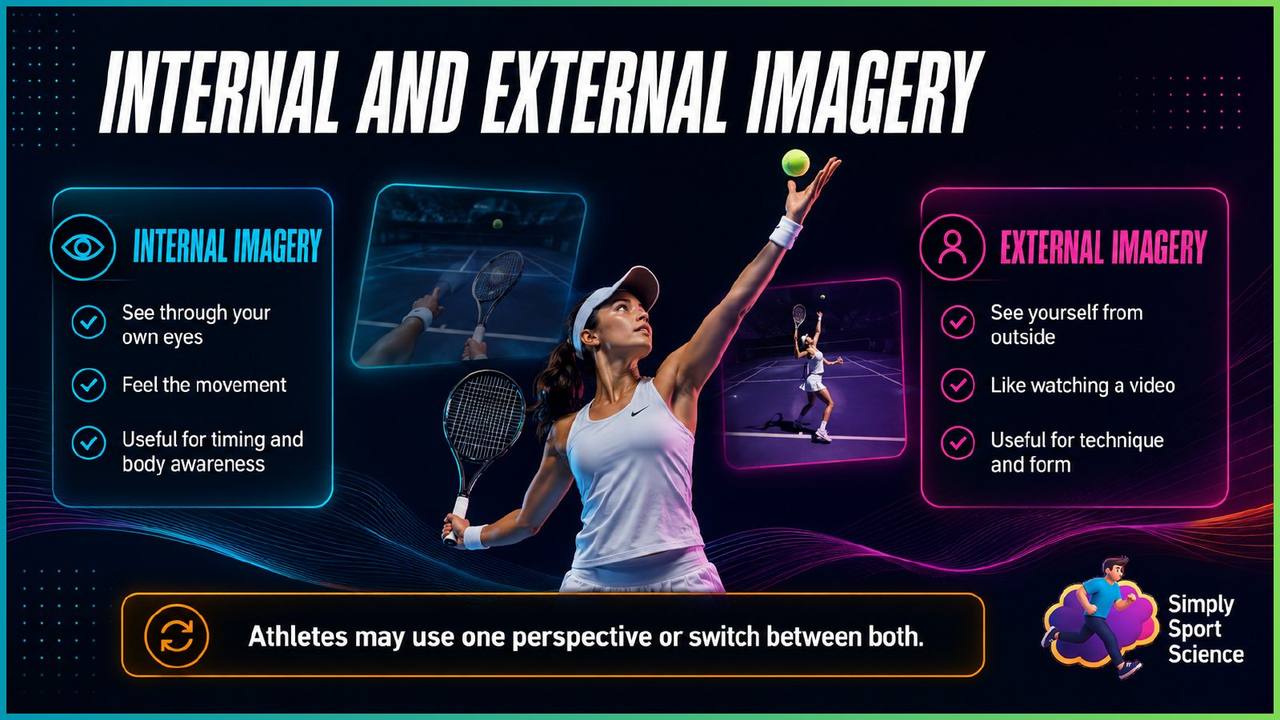 INTERNAL AND EXTERNAL IMAGERY
INTERNAL IMAGERY
See through your
own eyes
Feel the movement
Useful for timing and
body awareness
EXTERNAL IMAGERY
See yourself from
outside
Like watching a video
Useful for technique
and form
Athletes may use one perspective or switch between both.
Simply
Sport
Science